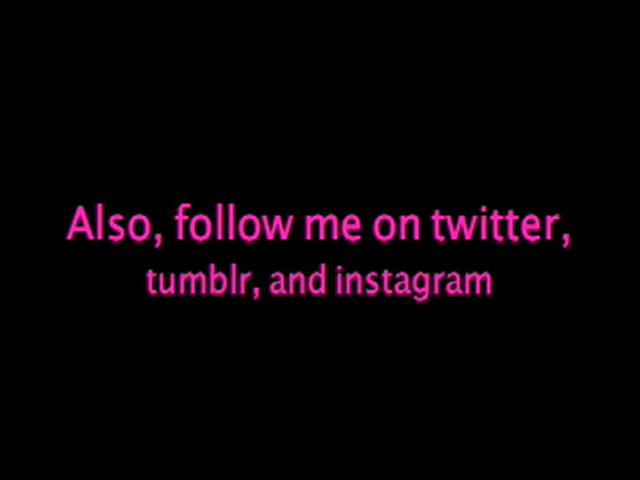 Also, follow me on twitter,
tumblr, and instagram